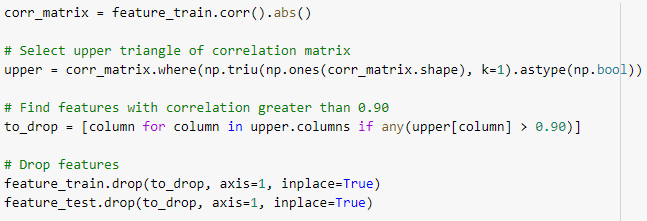 corr_matrix = feature_train.corr().abs()
# Select upper triangle of correlation matrix
upper = corr_matrix.where(np.triu(np.ones(corr_matrix.shape), k=1).astype(np.bool))
# Find features with correlation greater than 0.90
to_drop = [column for column in upper.columns if any(upper[column] > 0.90)]
# Drop features
feature_train.drop(to_drop, axis=1, inplace=True)
feature_test.drop(to_drop, axis=1, inplace=True)